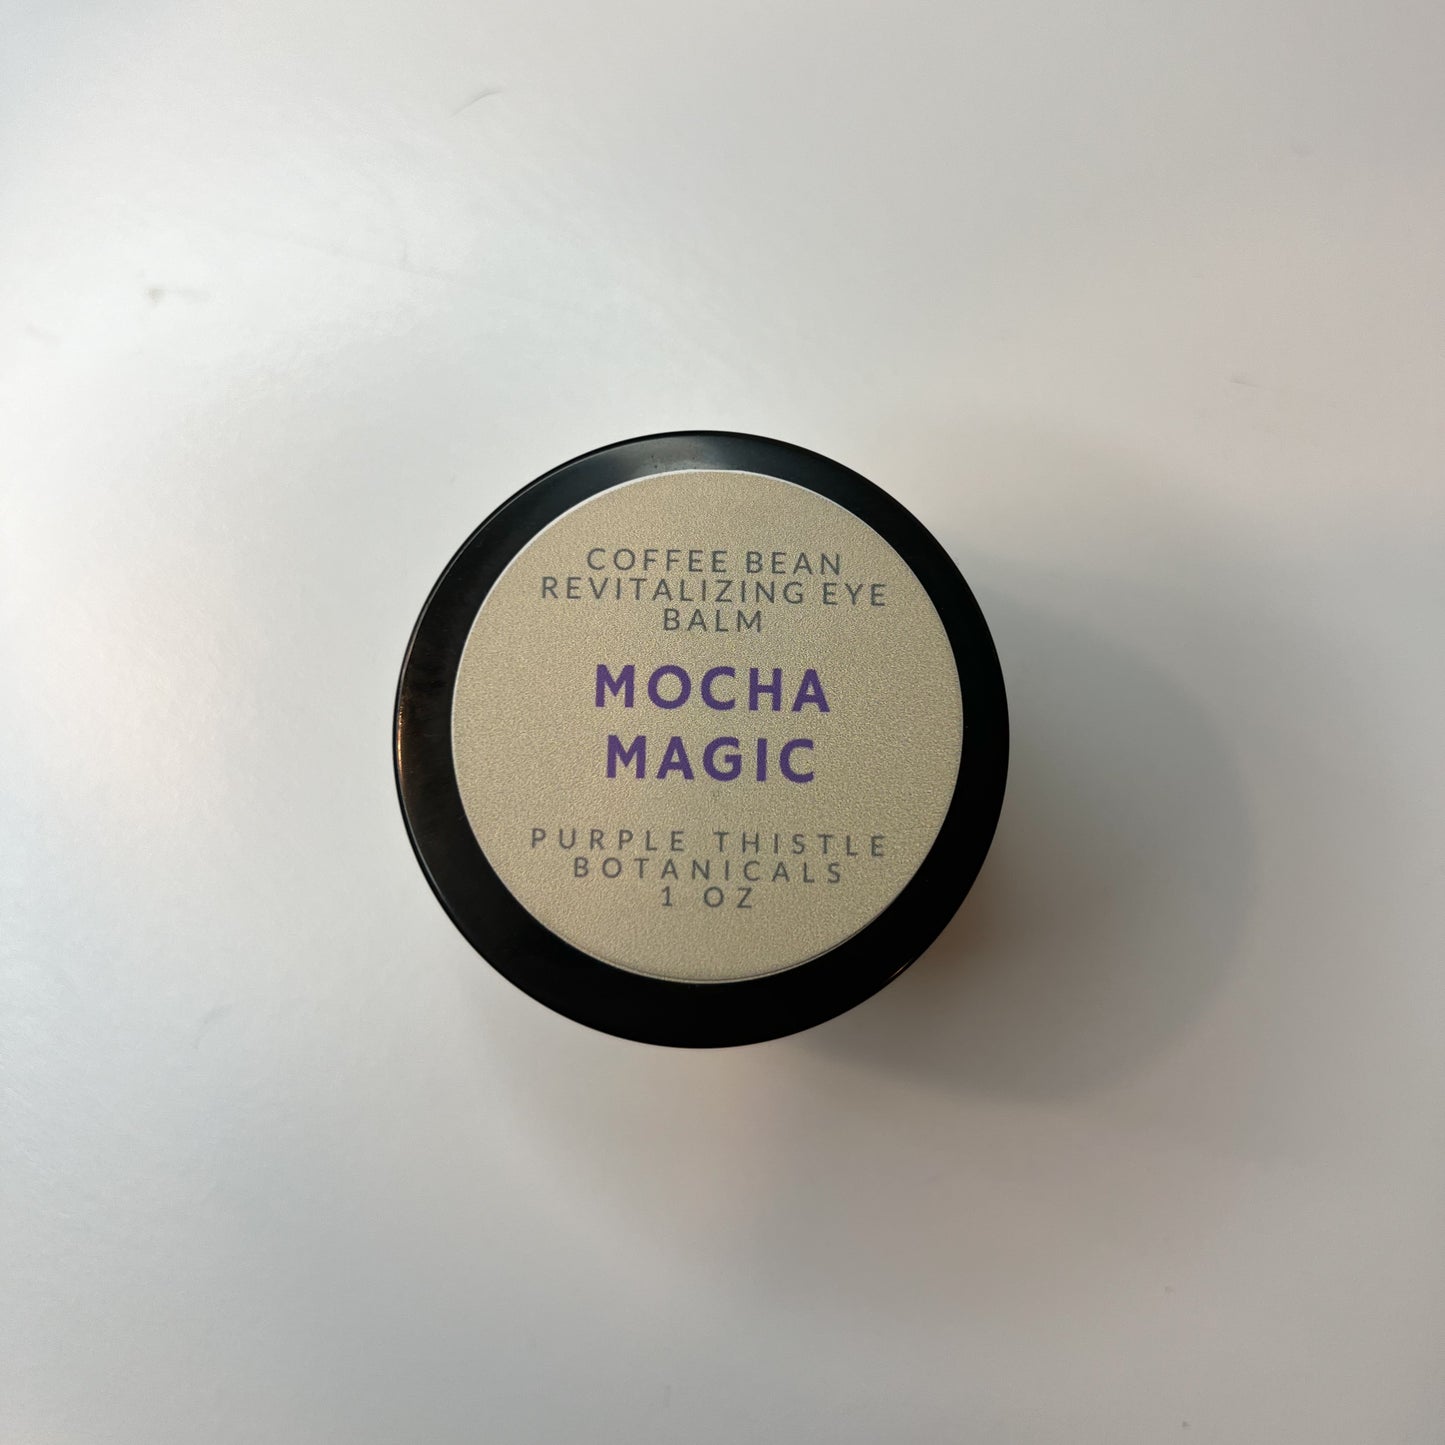 COFFEE BEAN
REVITALIZING EYE
BALM
MOCHA
MAGIC
PURPLE THISTLE
BOTANICALS
1 OZ